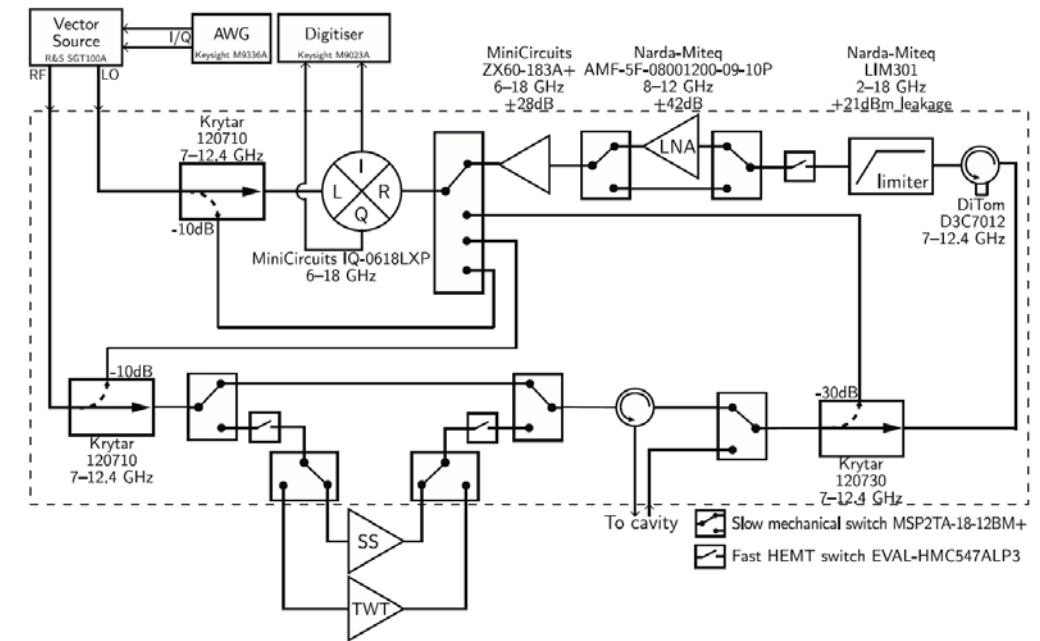 Vector
Source
R&S SGT100A
I/Q
AWG
Keysight M9336A
Digitiser
Keysight M9023A
RF
LO
MiniCircuits
ZX60-183A+
6–18 GHz
+28dB
Narda-Miteq
AMF-5F-08001200-09-10P
8–12 GHz
+42dB
Narda-Miteq
LIM301
2–18 GHz
+21dBm leakage
Krytar
120710
7–12.4 GHz
-10dB
L
I
R
Q
MiniCircuits IQ-0618LXP
6–18 GHz
LNA
limiter
DiTom
D3C7012
7–12.4 GHz
-10dB
Krytar
120710
7–12.4 GHz
-30dB
Krytar
120730
7–12.4 GHz
SS
TWT
To cavity
Slow mechanical switch MSP2TA-18-12BM+
Fast HEMT switch EVAL-HMC547ALP3